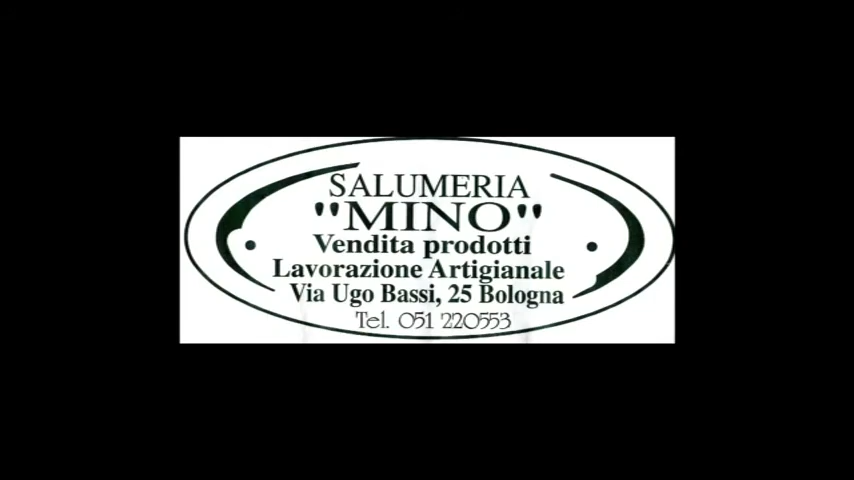 SALUMERIA
"MINO"
Vendita prodotti
Lavorazione Artigianale
Via Ugo Bassi, 25 Bologna
Tel. 051 220553